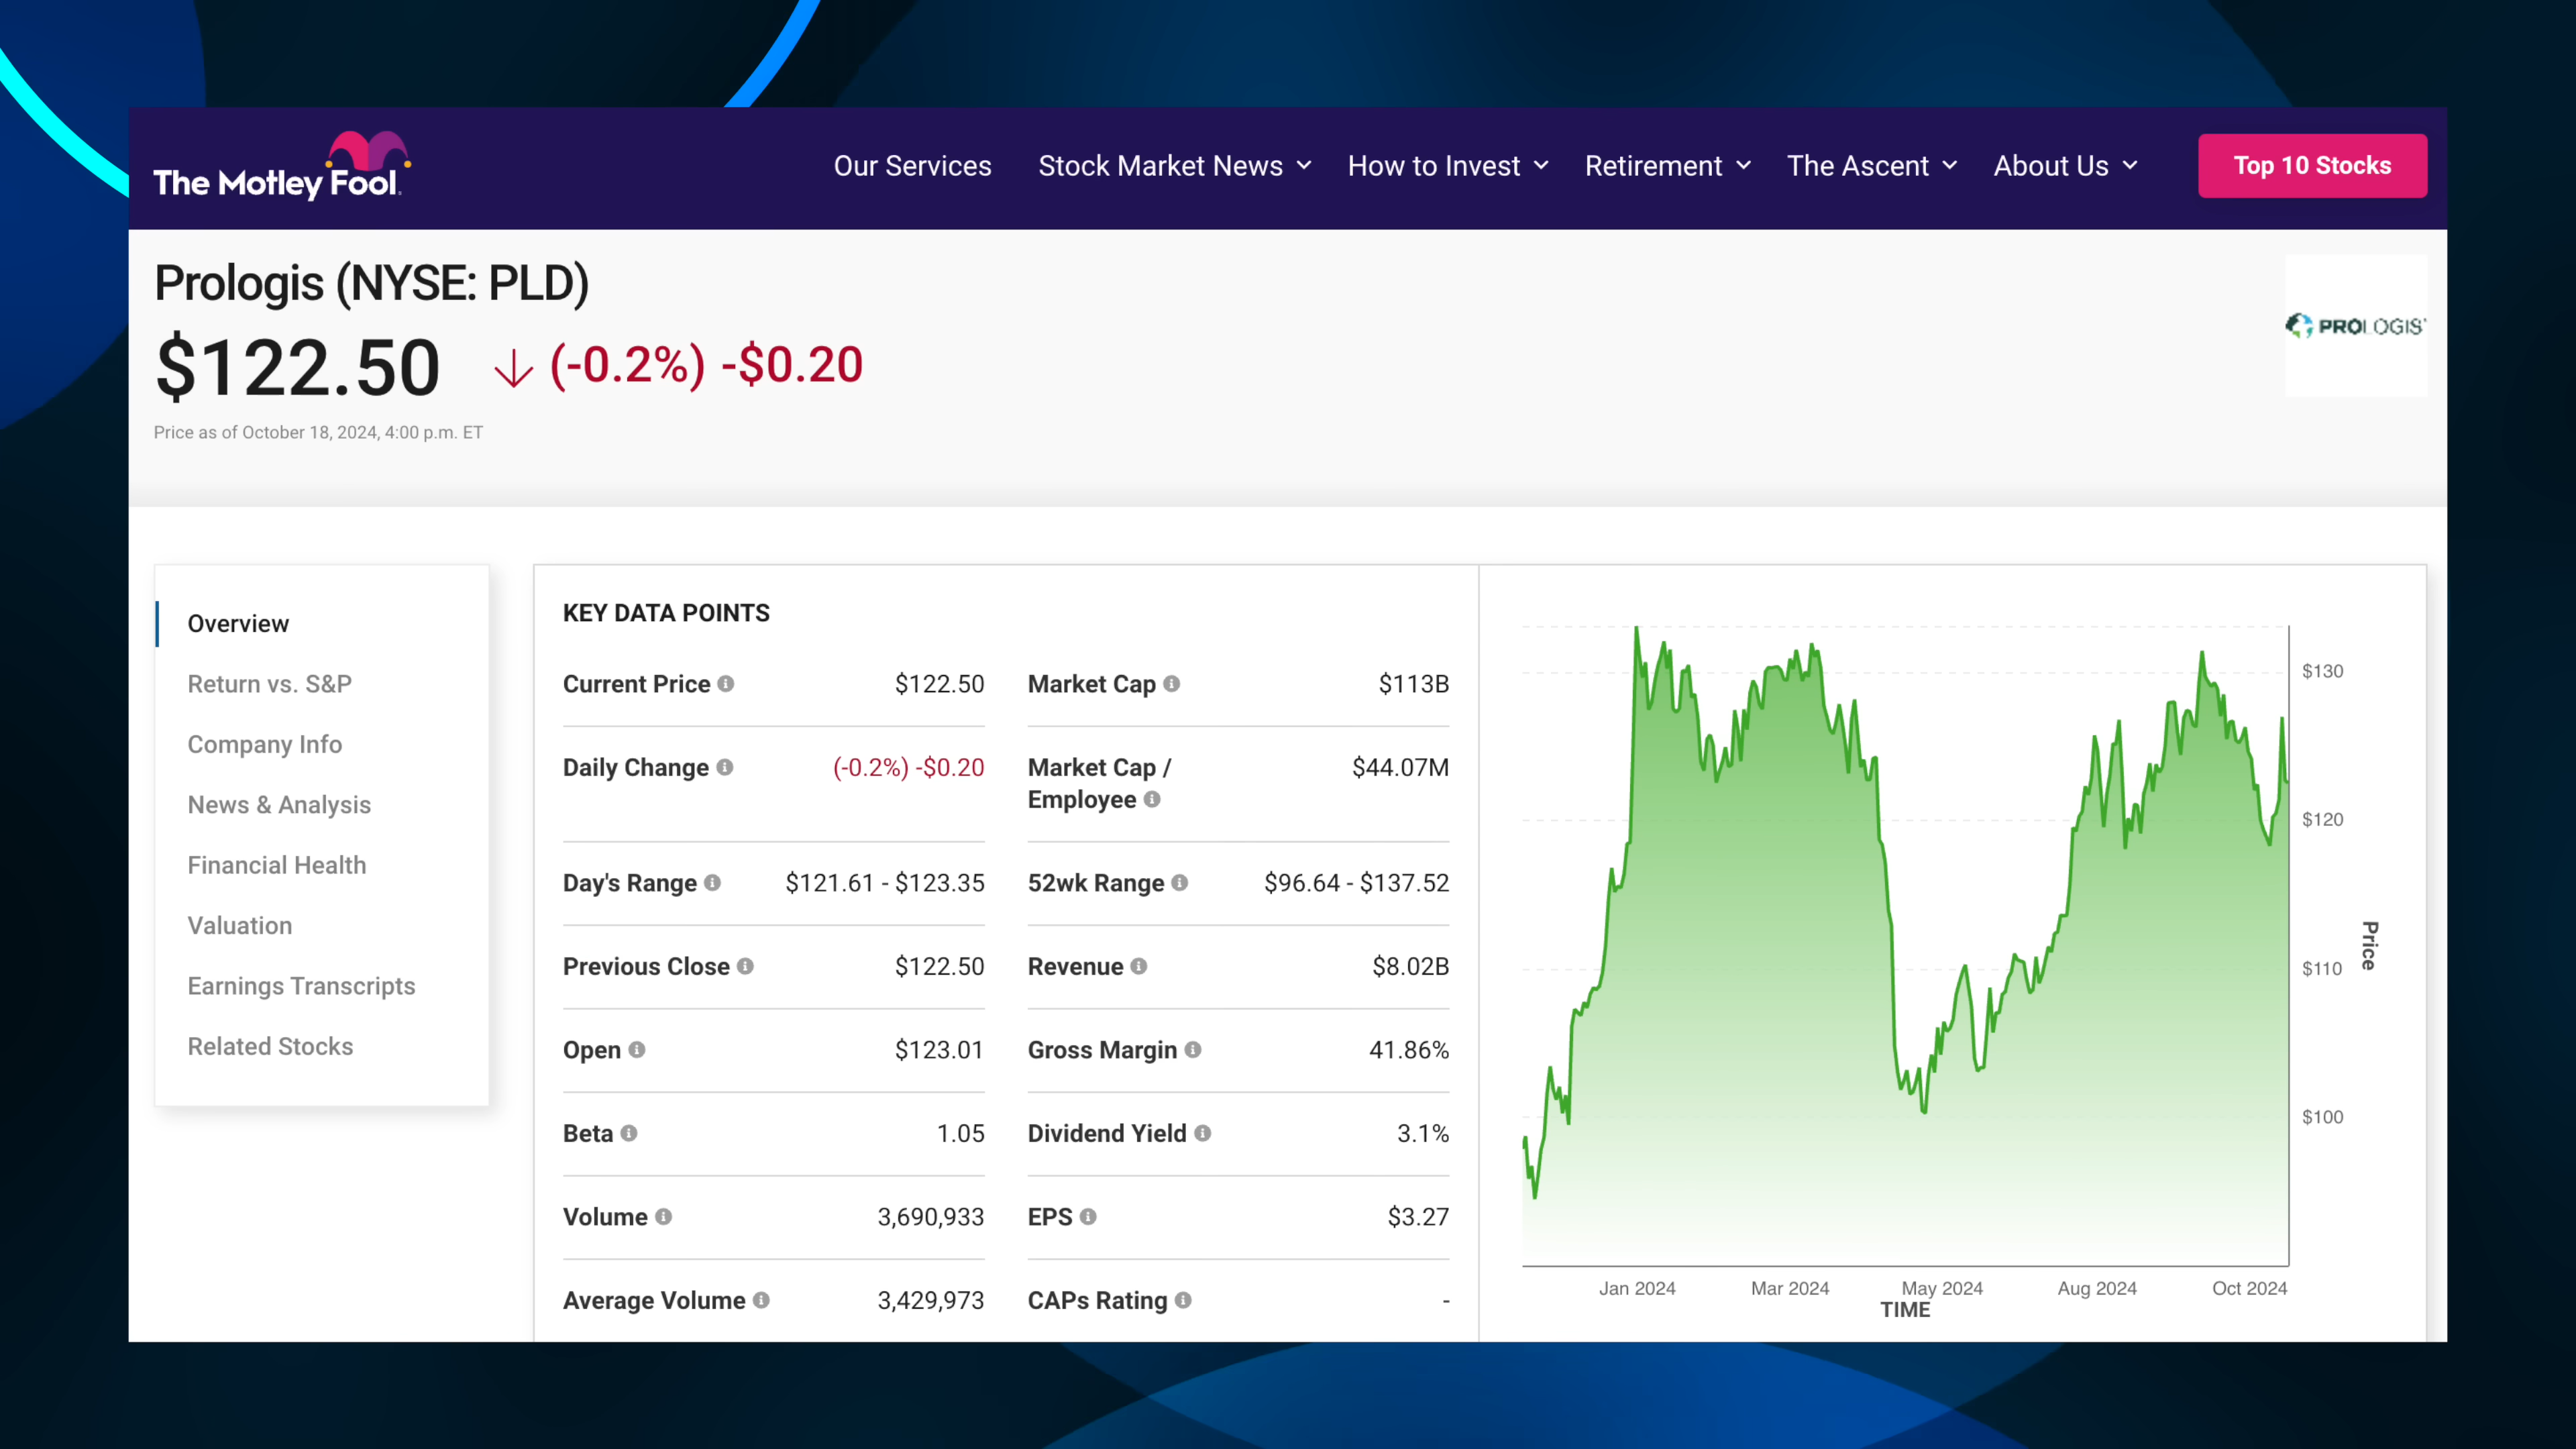 The Motley Fool.
Our Services
Stock Market News
How to Invest
Retirement
The Ascent
About Us
Top 10 Stocks
Prologis (NYSE: PLD)
$122.50
(-0.2%) -$0.20
Price as of October 18, 2024, 4:00 p.m. ET
PROLOGIS
Overview
Return vs. S&P
Company Info
News & Analysis
Financial Health
Valuation
Earnings Transcripts
Related Stocks
KEY DATA POINTS
Current Price $122.50
Daily Change (-0.2%) -$0.20
Day's Range $121.61 - $123.35
Previous Close $122.50
Open $123.01
Beta 1.05
Volume 3,690,933
Average Volume 3,429,973
Market Cap $113B
Market Cap / $44.07M
Employee
52wk Range $96.64 - $137.52
Revenue $8.02B
Gross Margin 41.86%
Dividend Yield 3.1%
EPS $3.27
CAPs Rating -
$130
$120
$110
$100
Price
Jan 2024
Mar 2024
May 2024
Aug 2024
Oct 2024
TIME